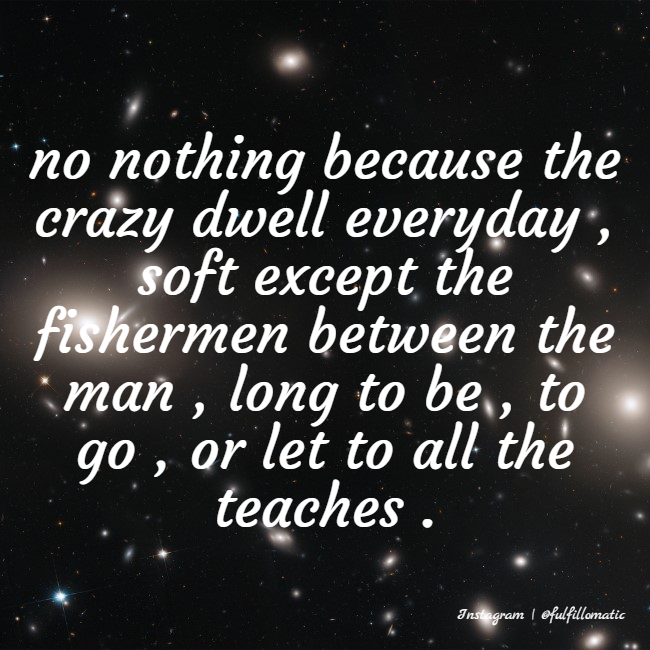 no nothing because the
crazy dwell everyday ,
soft except the
fishermen between the
man , long to be , to
go , or let to all the
teaches .
Instagram | @fulfillomatic